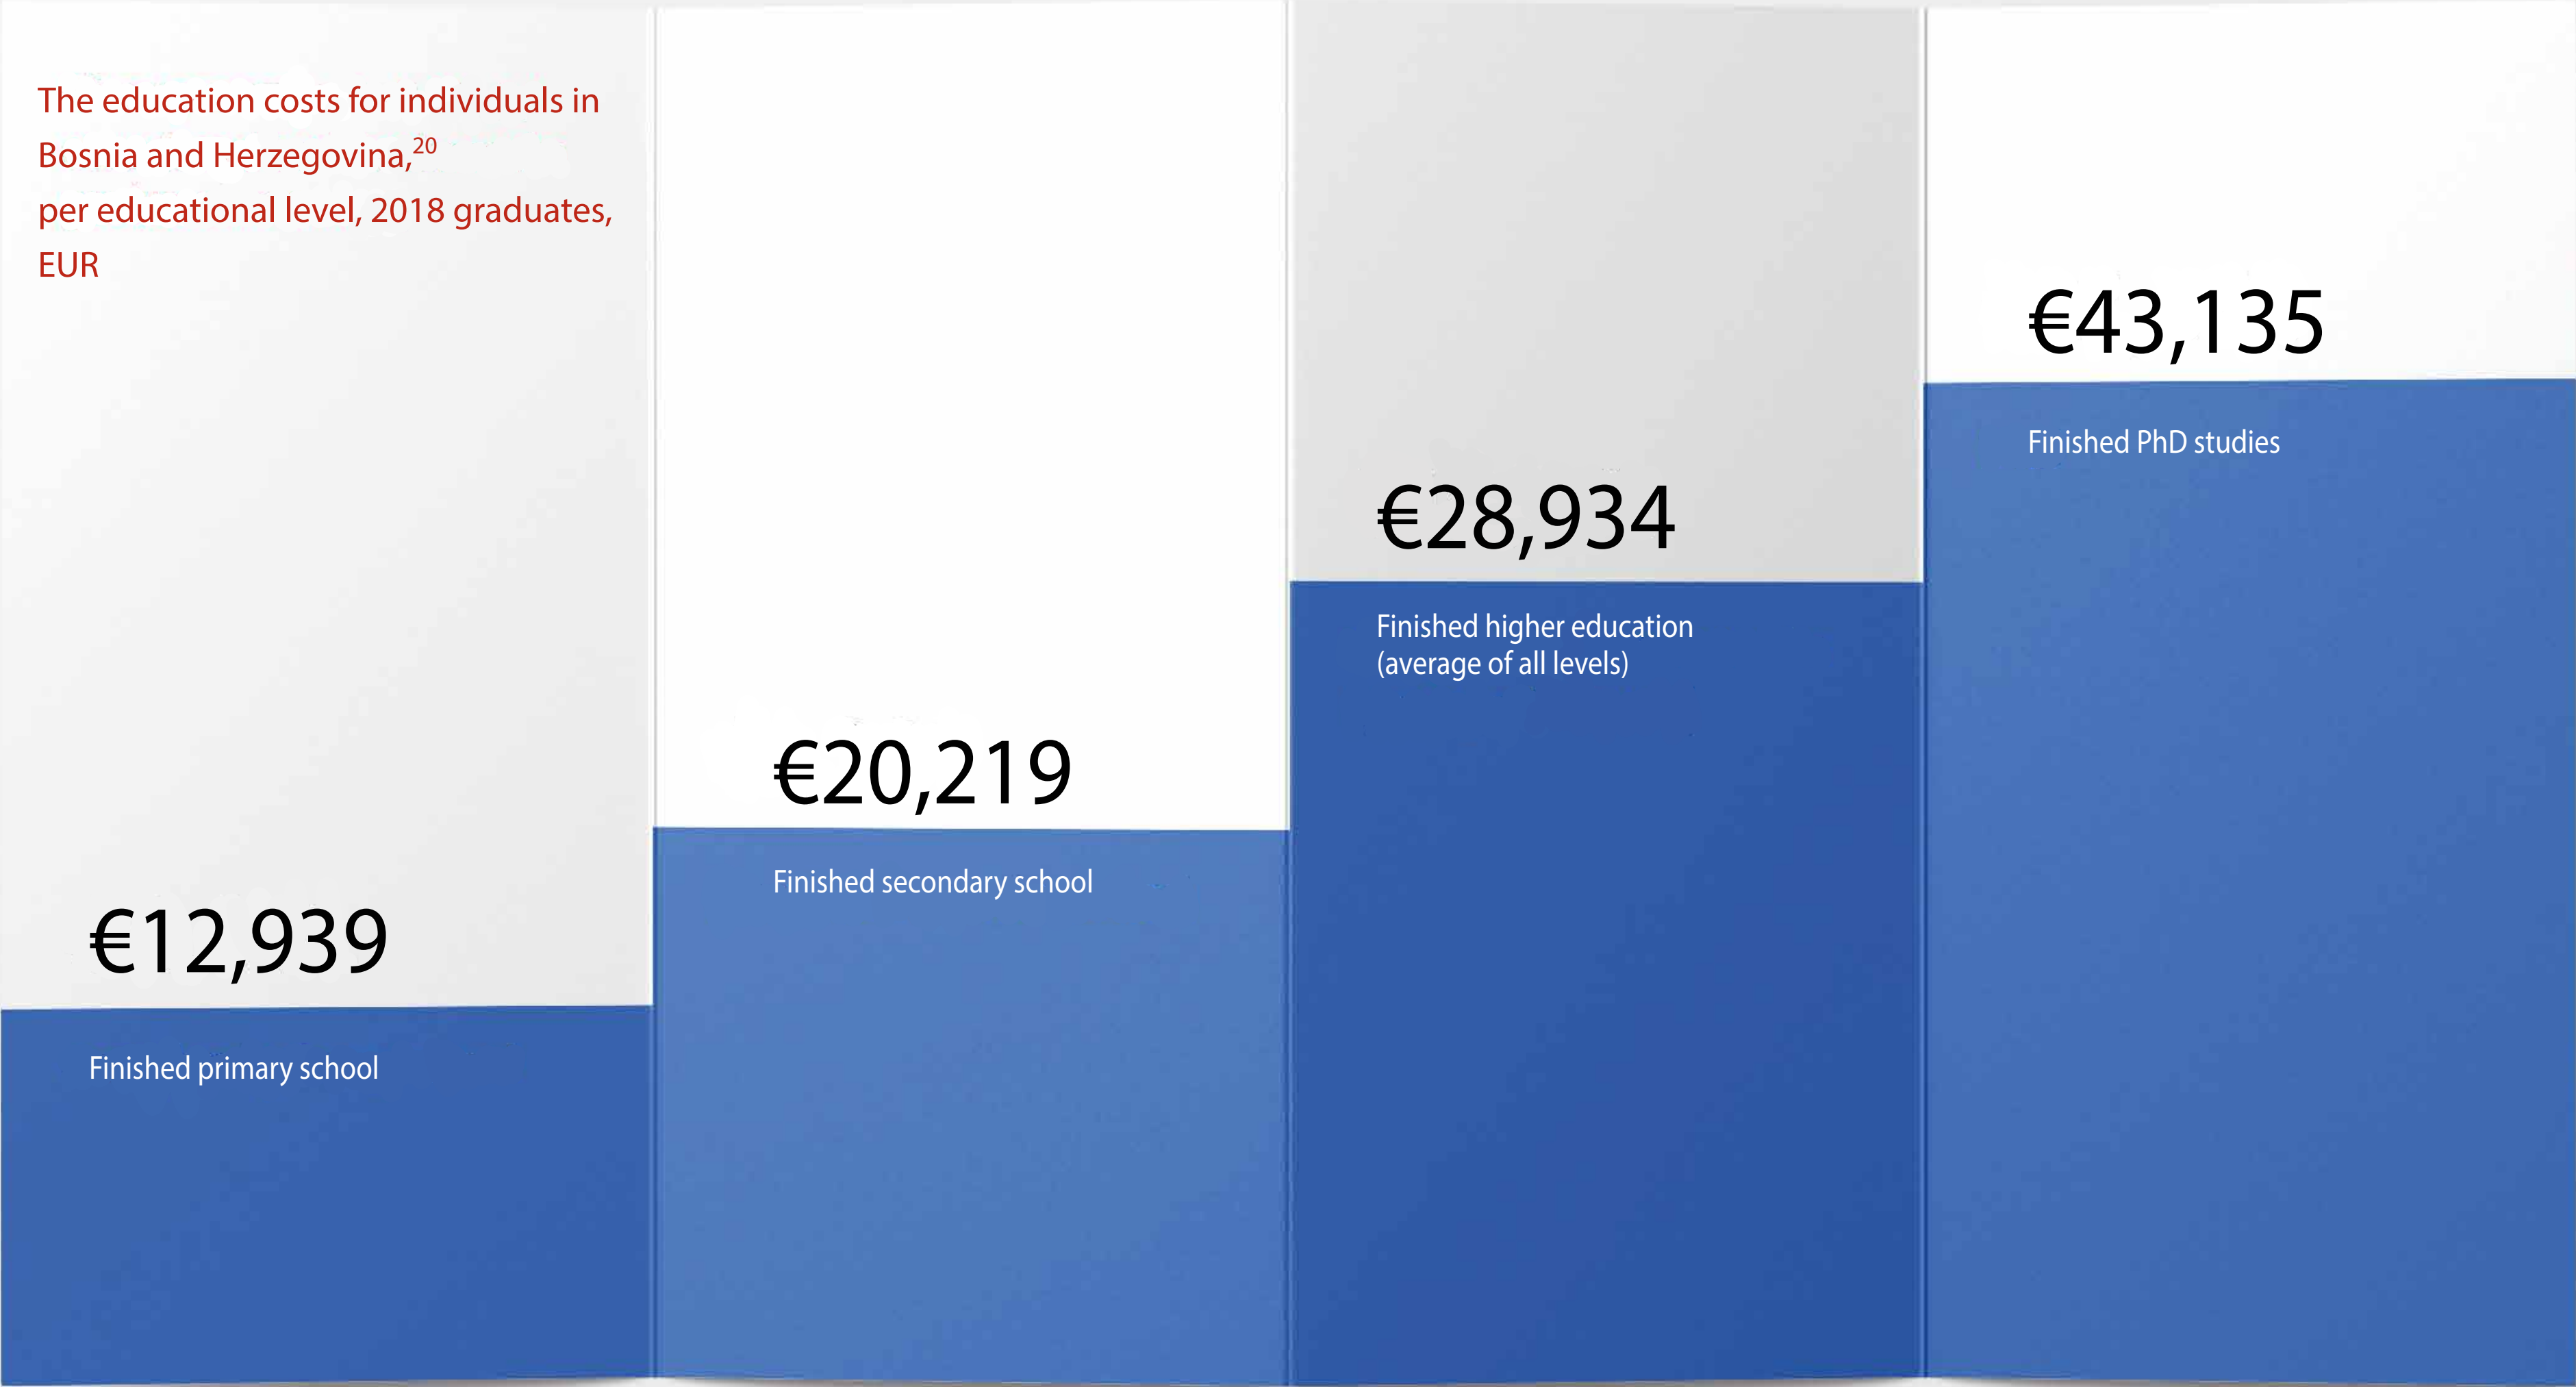 The education costs for individuals in
Bosnia and Herzegovina,20
per educational level, 2018 graduates,
EUR
€12,939
Finished primary school
€20,219
Finished secondary school
€28,934
Finished higher education
(average of all levels)
€43,135
Finished PhD studies